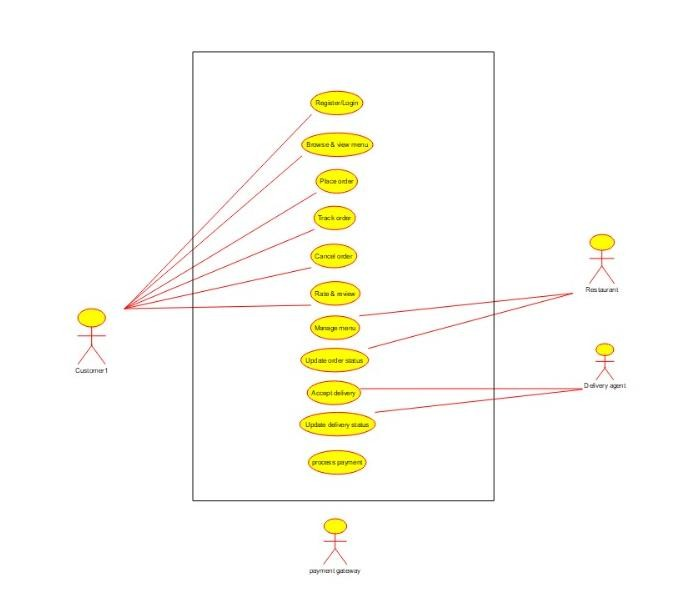 Register/Login
Browse & view menu
Place order
Track order
Cancel order
Rate & review
Restaurant
Manage menu
Update order status
Customer1
Delivery agent
Accept delivery
Update delivery status
process payment
payment gateway